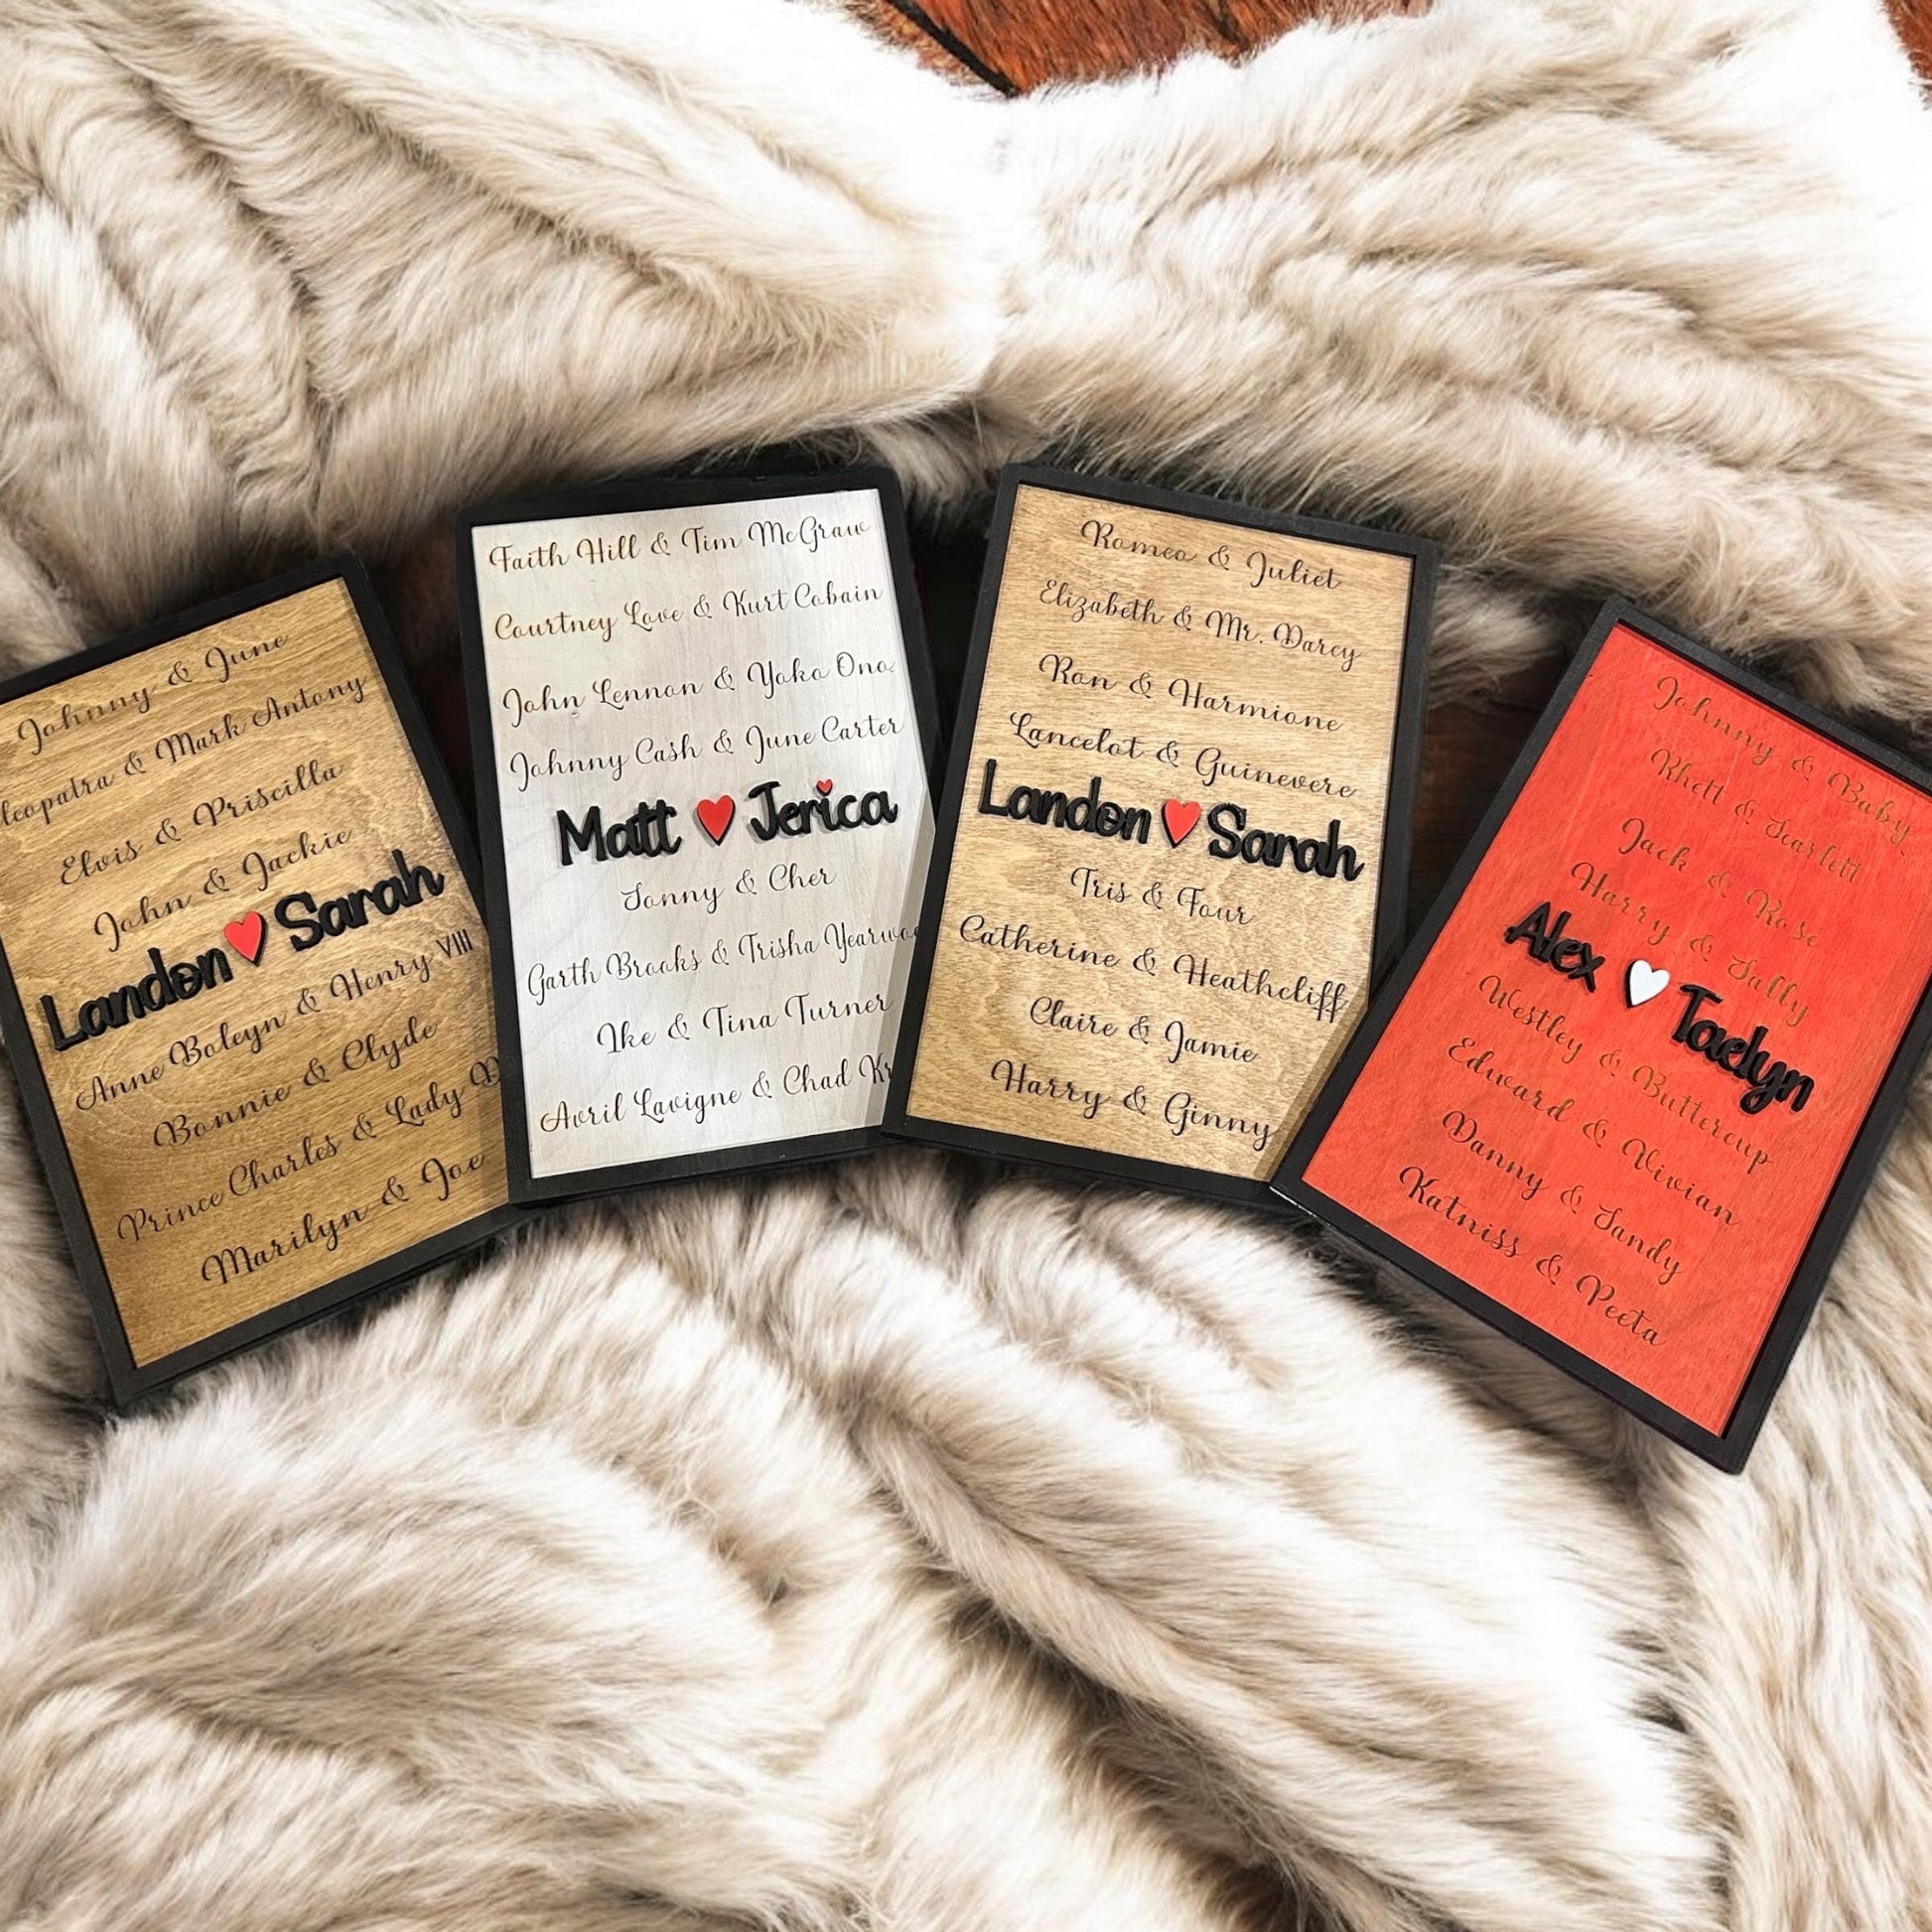 Johnny & June
leopatra & Mark Antony
Elvis & Priscilla
John & Jackie
Landon Sarah
Anne Boleyn & Henry VIII
Bonnie & Clyde
Prince Charles & Lady D
Marilyn & Joe
Faith Hill & Tim McGraw
Courtney Love & Kurt Cobain
John Lennon & Yoko Ono
Johnny Cash & June Carter
Matt Jerica
Sonny & Cher
Garth Brooks & Trisha Yearwoo
Ike & Tina Turner
Avril Lavigne & Chad Kr
Romeo & Juliet
Elizabeth & Mr. Darcy
Ron & Harmione
Lancelot & Guinevere
Landon Sarah
Tris & Four
Catherine & Heathcliff
Claire & Jamie
Harry & Ginny
Johnny & Baby
Rhett & Scarlett
Jack & Rose
Harry & Sally
Alex Taelyn
Westley & Buttercup
Edward & Vivian
Danny & Sandy
Katniss & Peeta